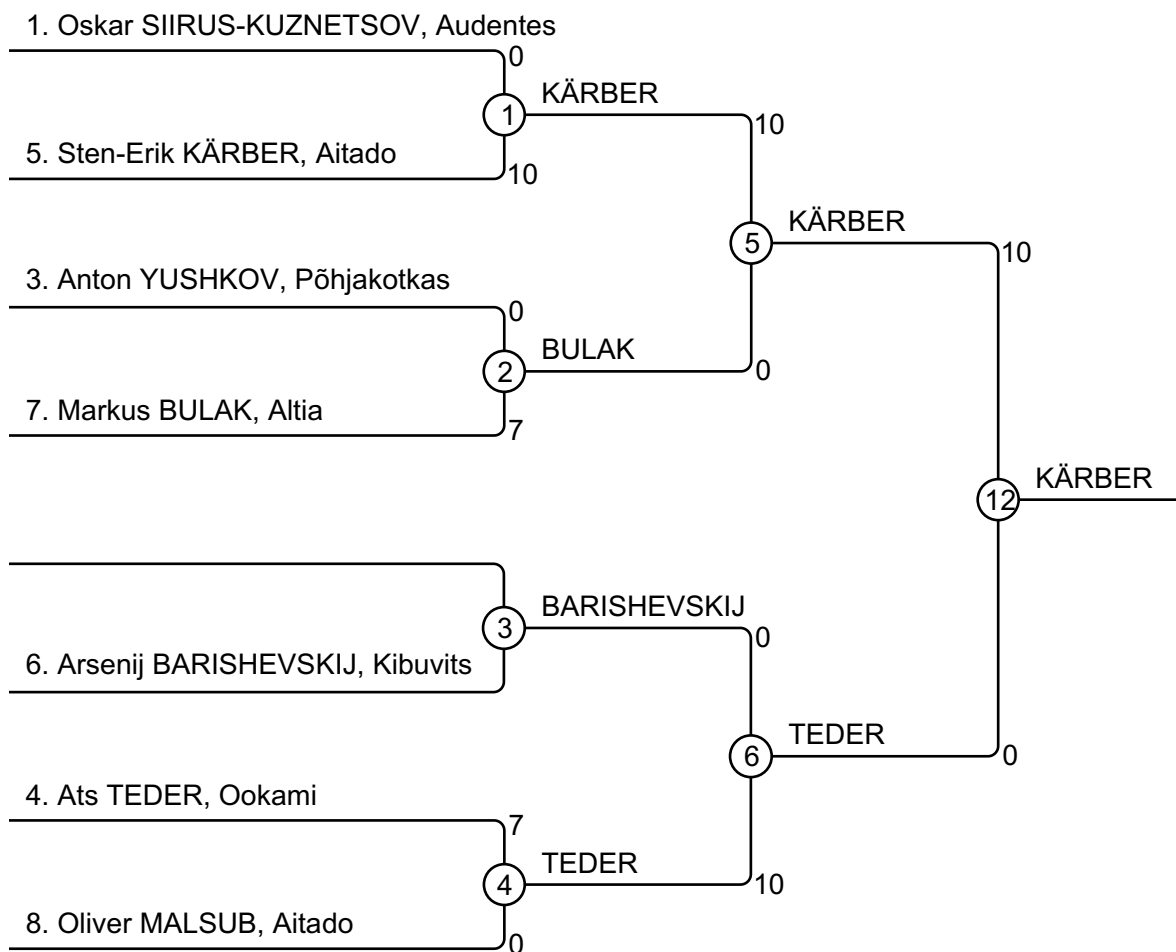 1. Oskar SIIRUS-KUZNETSOV, Audentes
0
1
KÄRBER
10
5. Sten-Erik KÄRBER, Aitado
10
5
KÄRBER
10
3. Anton YUSHKOV, Põhjakotkas
0
2
BULAK
0
7. Markus BULAK, Altia
7
12
KÄRBER
3
BARISHEVSKIJ
0
6. Arsenij BARISHEVSKIJ, Kibuvits
6
TEDER
0
4. Ats TEDER, Ookami
7
4
TEDER
10
8. Oliver MALSUB, Aitado
0